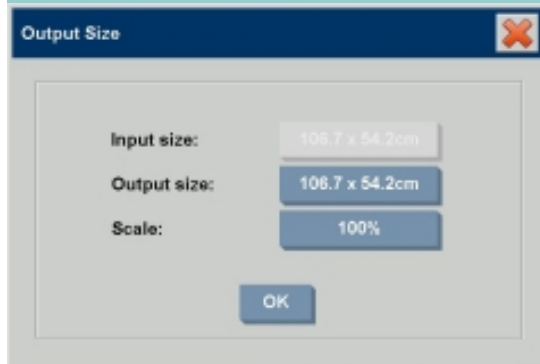 Output Size
Input size: 106.7 x 54.2cm
Output size: 106.7 x 54.2cm
Scale: 100%
OK